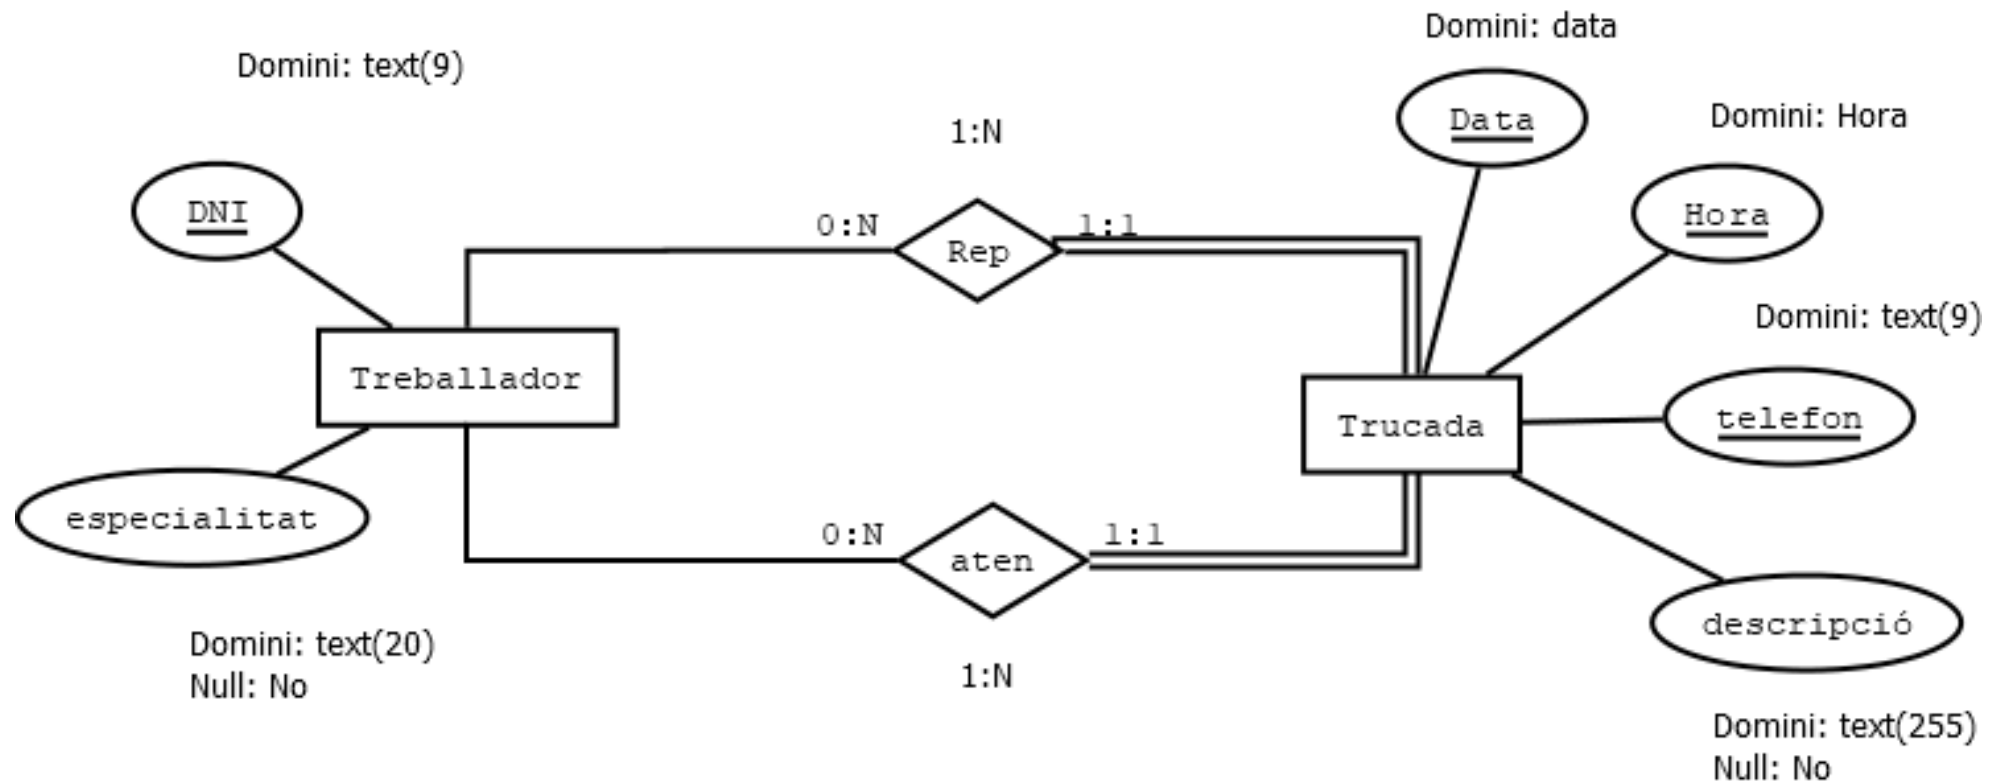 Domini: data
Domini: text(9)
Domini: Hora
1:N
Data
DNI
Hora
0:N
1:1
Rep
Domini: text(9)
Treballador
telefon
Trucada
especialitat
0:N
1:1
aten
descripció
Domini: text(20)
Null: No
1:N
Domini: text(255)
Null: No